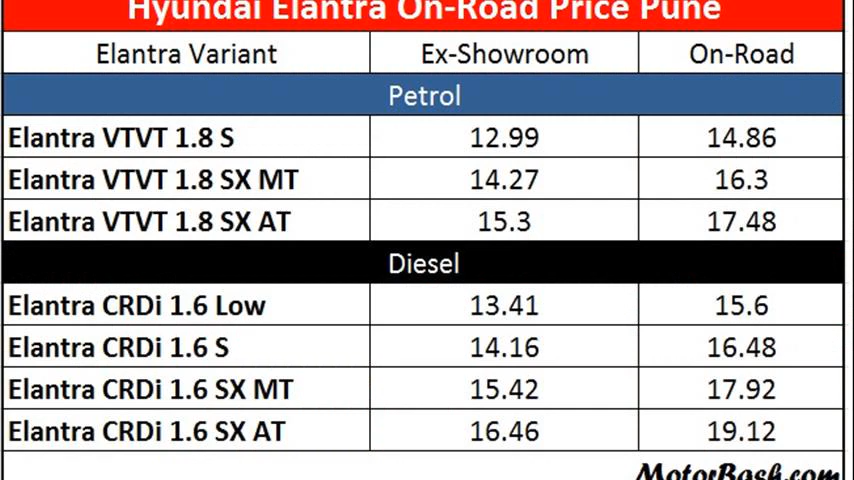 Hyundai Elantra On-Road Price Pune
Elantra Variant Ex-Showroom On-Road
Petrol
Elantra VTVT 1.8 S 12.99 14.86
Elantra VTVT 1.8 SX MT 14.27 16.3
Elantra VTVT 1.8 SX AT 15.3 17.48
Diesel
Elantra CRDi 1.6 Low 13.41 15.6
Elantra CRDi 1.6 S 14.16 16.48
Elantra CRDi 1.6 SX MT 15.42 17.92
Elantra CRDi 1.6 SX AT 16.46 19.12
MotorBash.com